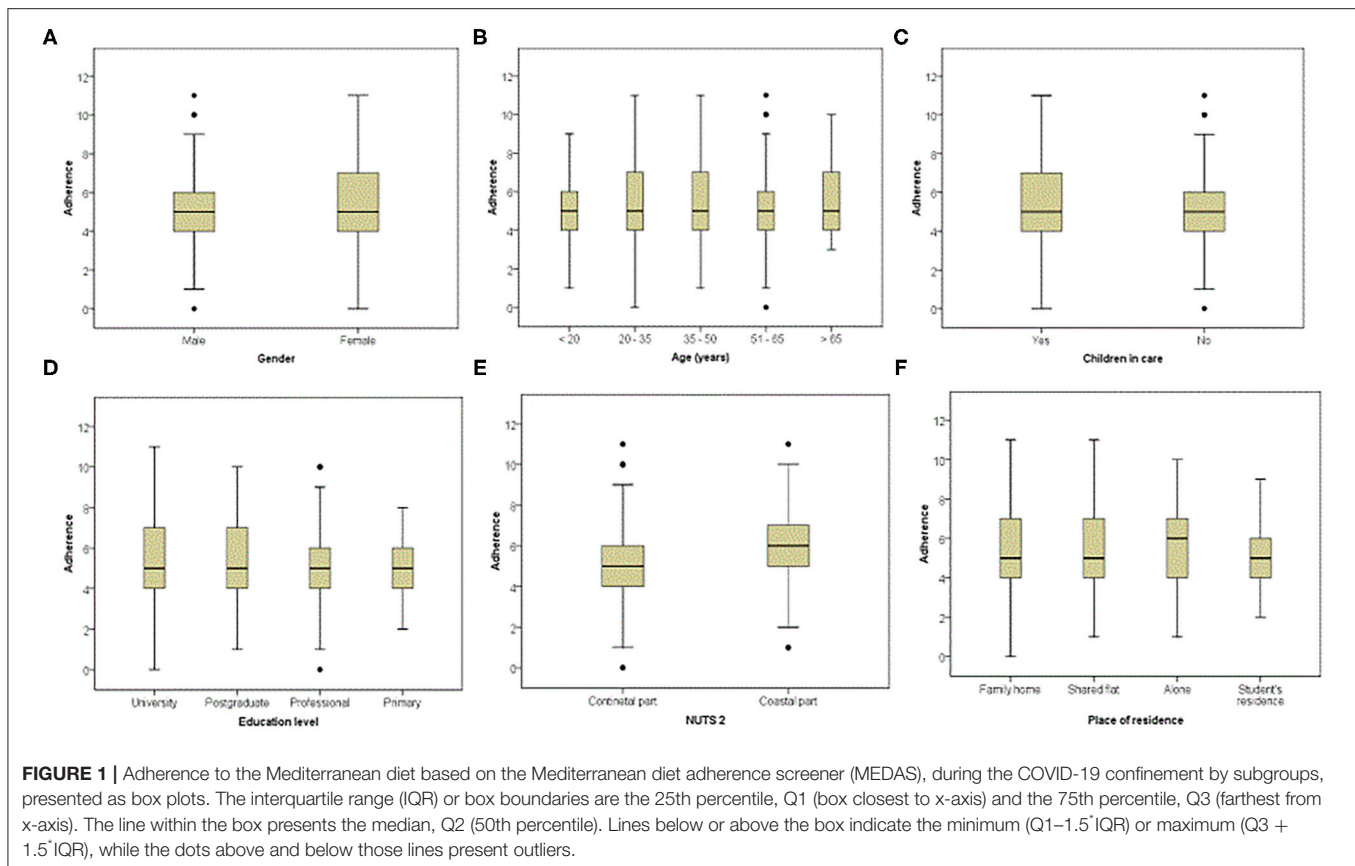 A
Adherence
12
10
8
6
4
2
0
Male Female
Gender
B
Adherence
12
10
8
6
4
2
0
< 20 20 - 35 35 - 50 51 - 65 > 65
Age (years)
C
Adherence
12
10
8
6
4
2
0
Yes No
Children in care
D
Adherence
12
10
8
6
4
2
0
University Postgraduate Professional Primary
Education level
E
Adherence
12
10
8
6
4
2
0
Continetal part Coastal part
NUTS 2
F
Adherence
12
10
8
6
4
2
0
Family home Shared flat Alone Student's
residence
Place of residence
FIGURE 1 | Adherence to the Mediterranean diet based on the Mediterranean diet adherence screener (MEDAS), during the COVID-19 confinement by subgroups,
presented as box plots. The interquartile range (IQR) or box boundaries are the 25th percentile, Q1 (box closest to x-axis) and the 75th percentile, Q3 (farthest from
x-axis). The line within the box presents the median, Q2 (50th percentile). Lines below or above the box indicate the minimum (Q1–1.5*IQR) or maximum (Q3 +
1.5*IQR), while the dots above and below those lines present outliers.